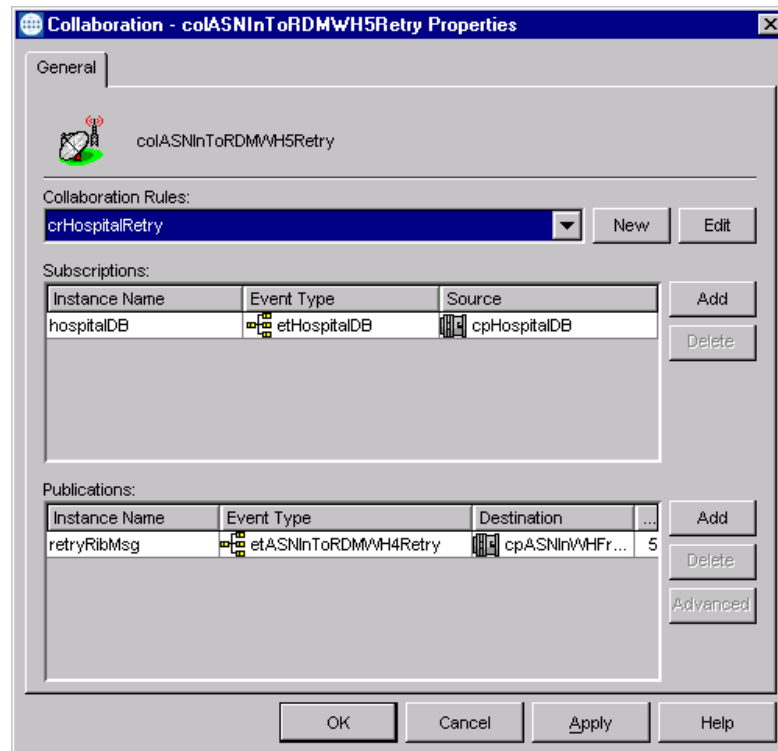 Collaboration - colASNInToRDMWH5Retry Properties
General
colASNInToRDMWH5Retry
Collaboration Rules:
crHospitalRetry
New
Edit
Subscriptions:
Instance Name Event Type Source
Add
hospitalDB etHospitalDB cpHospitalDB
Delete
Publications:
Instance Name Event Type Destination ...
Add
retryRibMsg etASNInToRDMWH4Retry cpASNInWHFr... 5
Delete
Advanced
OK Cancel Apply Help